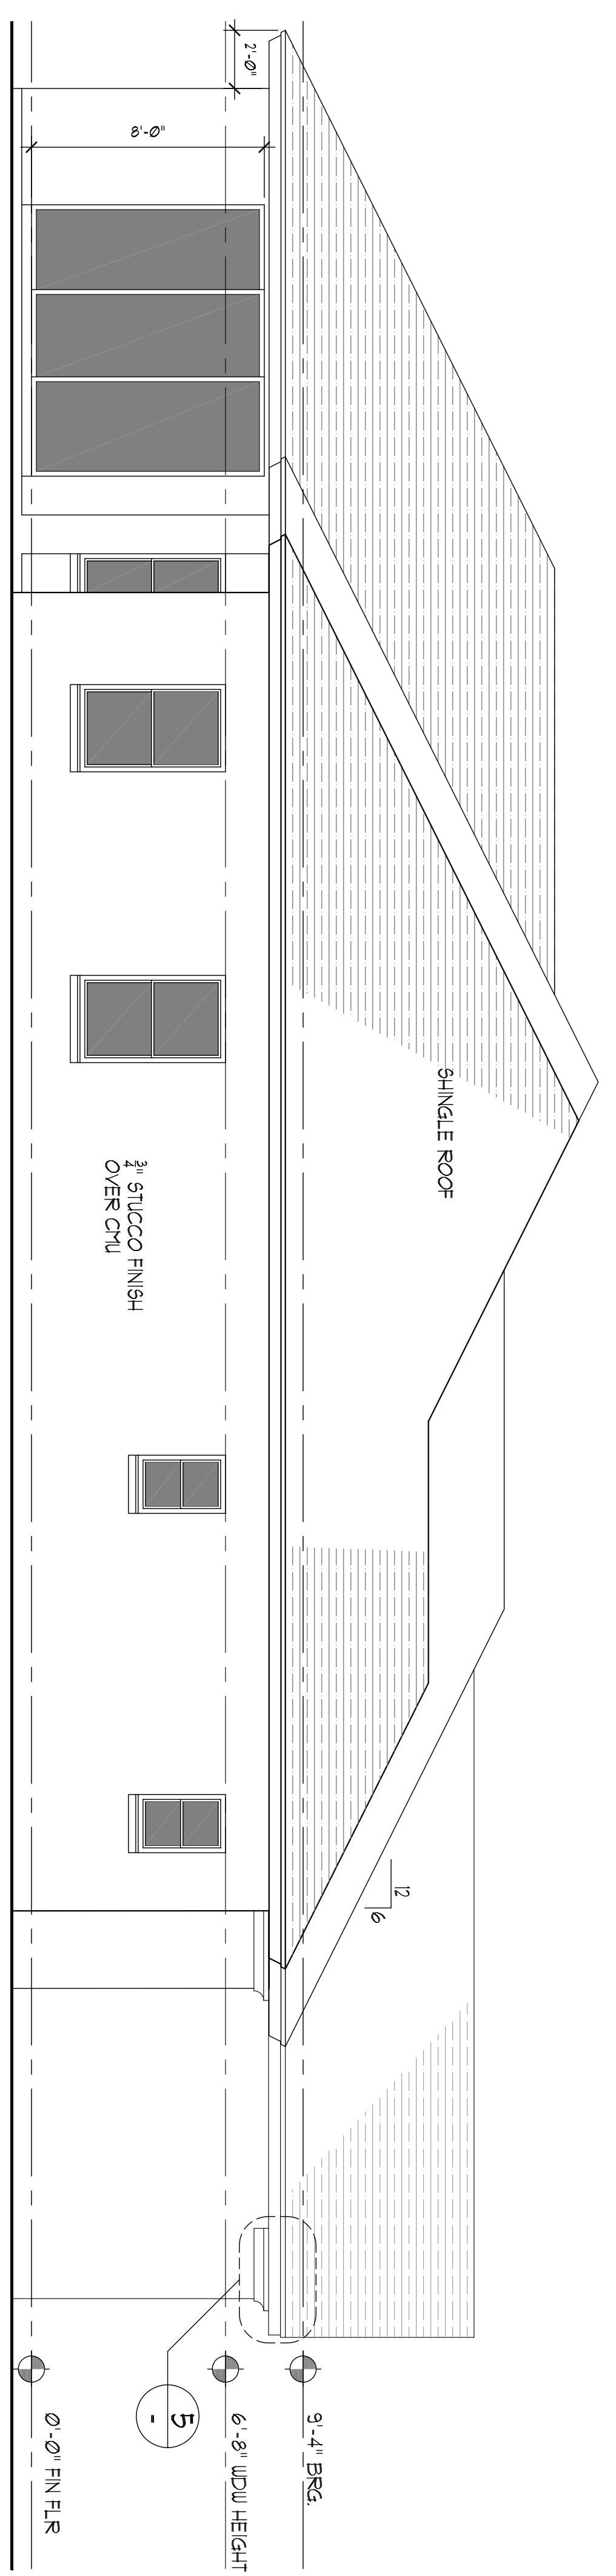 2'-0"
8'-0"
SHINGLE ROOF
3/4" STUCCO FINISH
OVER CMU
12
6
9'-4" BRG.
6'-8" WDW HEIGHT
0'-0" FIN FLR
5
-